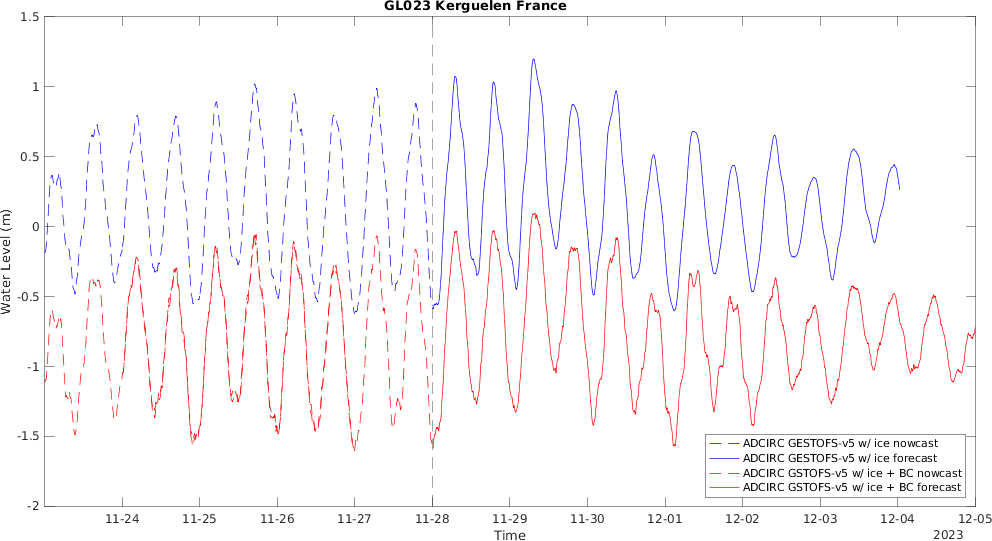 GL023 Kerguelen France
1.5
1
0.5
0
-0.5
-1
-1.5
-2
Water Level (m)
11-24 11-25 11-26 11-27 11-28 11-29 11-30 12-01 12-02 12-03 12-04 12-05
Time
2023
ADCIRC GESTOFS-v5 w/ ice nowcast
ADCIRC GESTOFS-v5 w/ ice forecast
ADCIRC GSTOFS-v5 w/ ice + BC nowcast
ADCIRC GSTOFS-v5 w/ ice + BC forecast